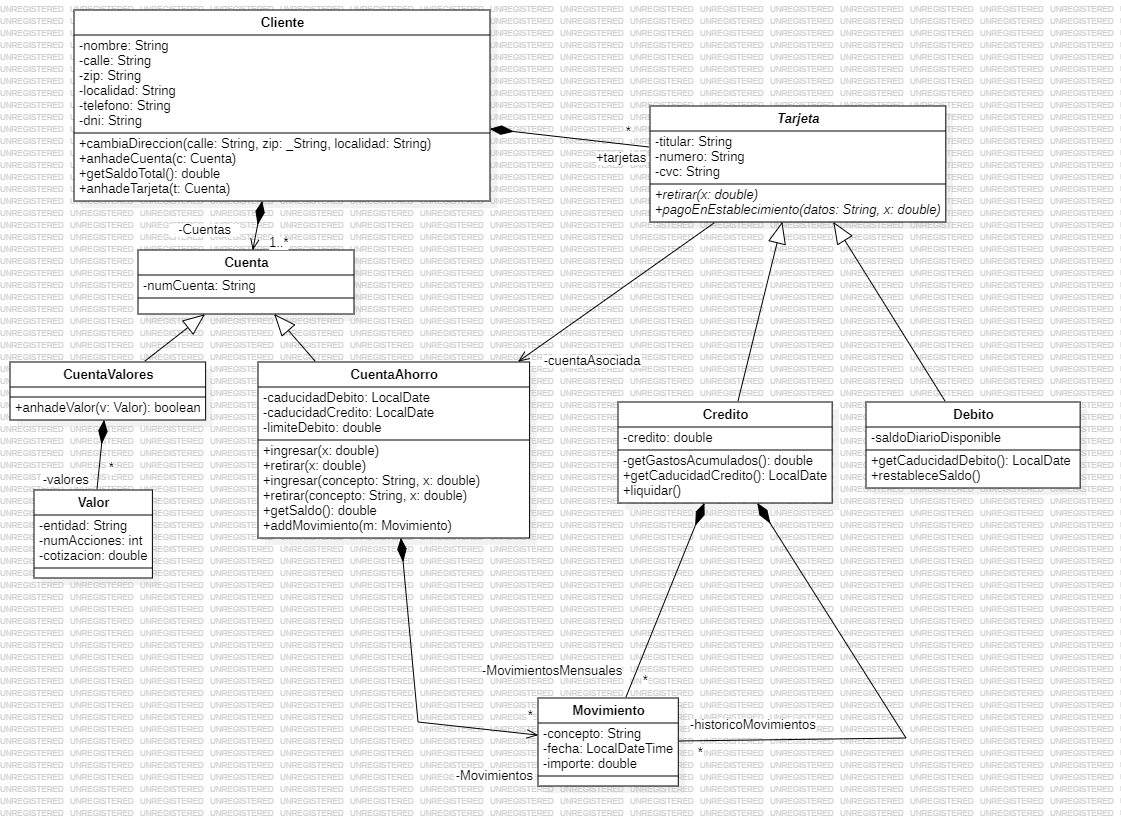 Cliente
-nombre: String
-calle: String
-zip: String
-localidad: String
-telefono: String
-dni: String
+cambiaDireccion(calle: String, zip: _String, localidad: String)
+anhadeCuenta(c: Cuenta)
+getSaldoTotal(): double
+anhadeTarjeta(t: Cuenta)
*
+tarjetas
Tarjeta
-titular: String
-numero: String
-cvc: String
+retirar(x: double)
+pagoEnEstablecimiento(datos: String, x: double)
-Cuentas
1..*
Cuenta
-numCuenta: String
CuentaValores
+anhadeValor(v: Valor): boolean
*
-valores
Valor
-entidad: String
-numAcciones: int
-cotizacion: double
CuentaAhorro
-caducidadDebito: LocalDate
-caducidadCredito: LocalDate
-limiteDebito: double
+ingresar(x: double)
+retirar(x: double)
+ingresar(concepto: String, x: double)
+retirar(concepto: String, x: double)
+getSaldo(): double
+addMovimiento(m: Movimiento)
-cuentaAsociada
Credito
-credito: double
-getGastosAcumulados(): double
+getCaducidadCredito(): LocalDate
+liquidar()
Debito
-saldoDiarioDisponible
+getCaducidadDebito(): LocalDate
+restableceSaldo()
-MovimientosMensuales
*
*
Movimiento
-concepto: String
-fecha: LocalDateTime
-importe: double
-historicoMovimientos
*
-Movimientos
UNREGISTERED